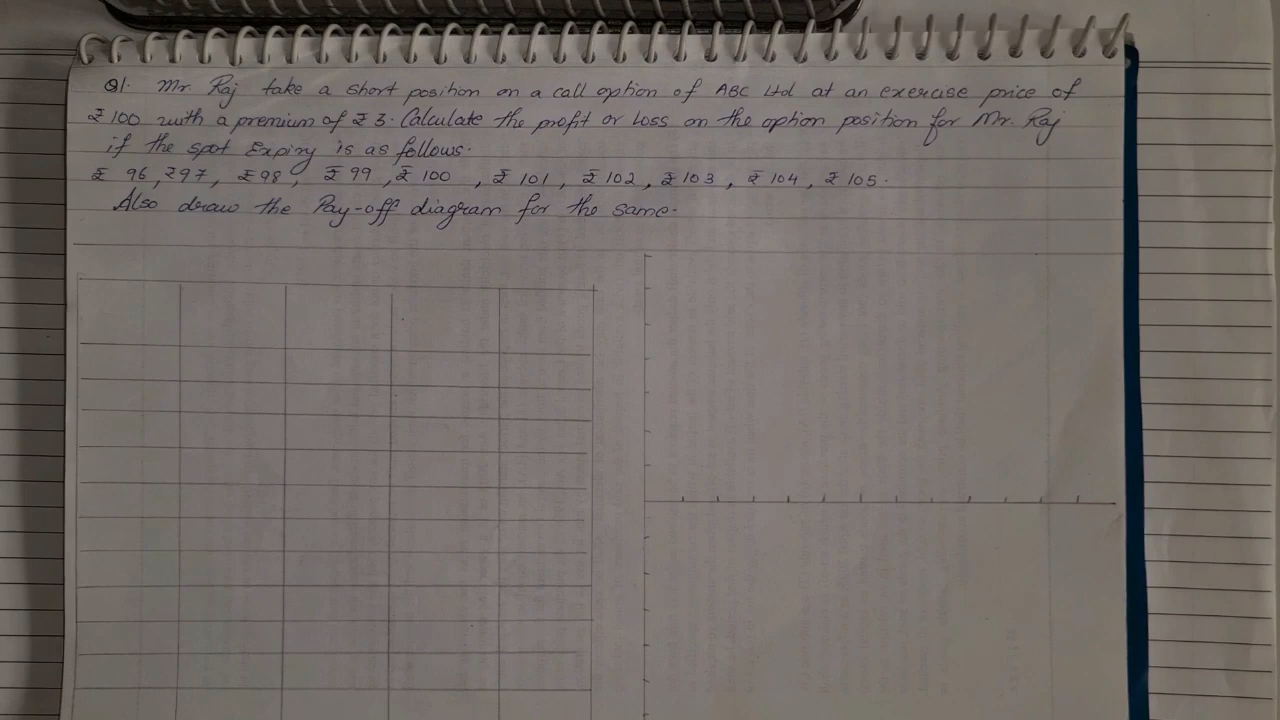 Q1. Mr. Raj take a short position on a call option of ABC Ltd at an exercise price of
₹ 100 with a premium of ₹ 3. Calculate the profit or Loss on the option position for Mr. Raj
if the spot Expiry is as follows.
₹ 96, ₹97, ₹98, ₹ 99, ₹ 100, ₹ 101, ₹ 102, ₹ 103, ₹ 104, ₹ 105.
Also draw the Pay-off diagram for the same.